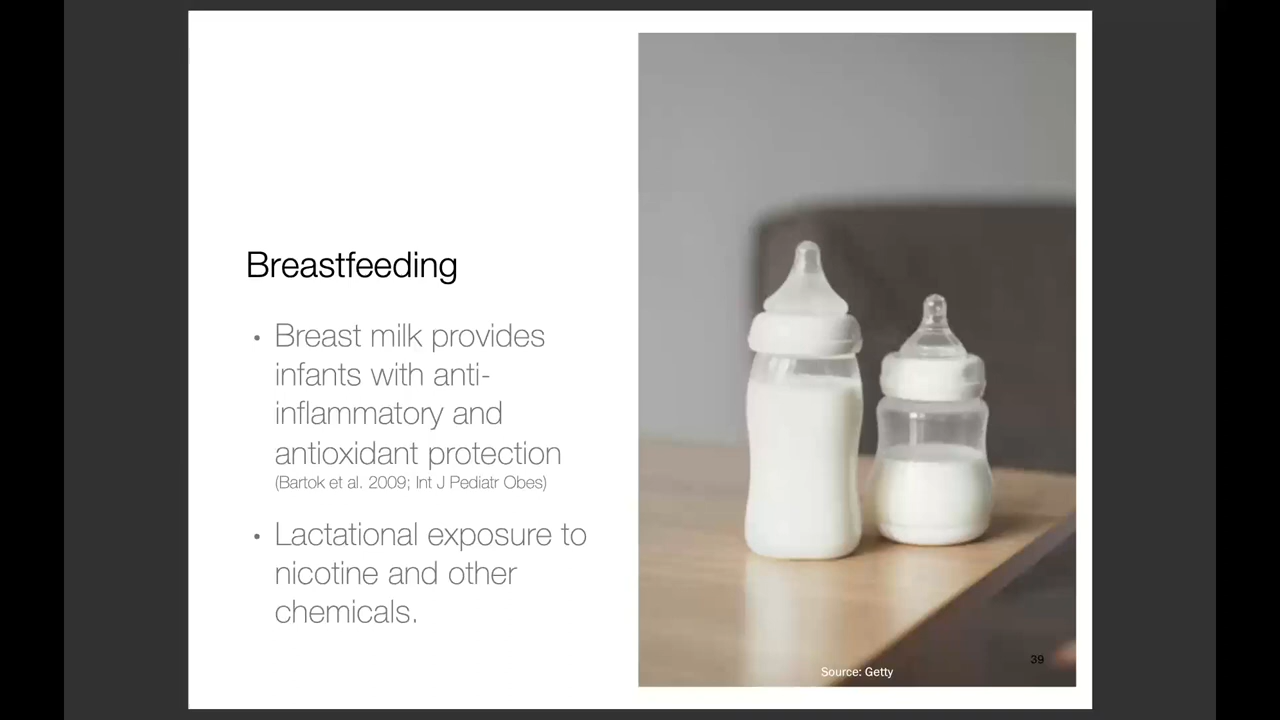 Breastfeeding
• Breast milk provides
infants with anti-
inflammatory and
antioxidant protection
(Bartok et al. 2009; Int J Pediatr Obes)
• Lactational exposure to
nicotine and other
chemicals.
39
Source: Getty